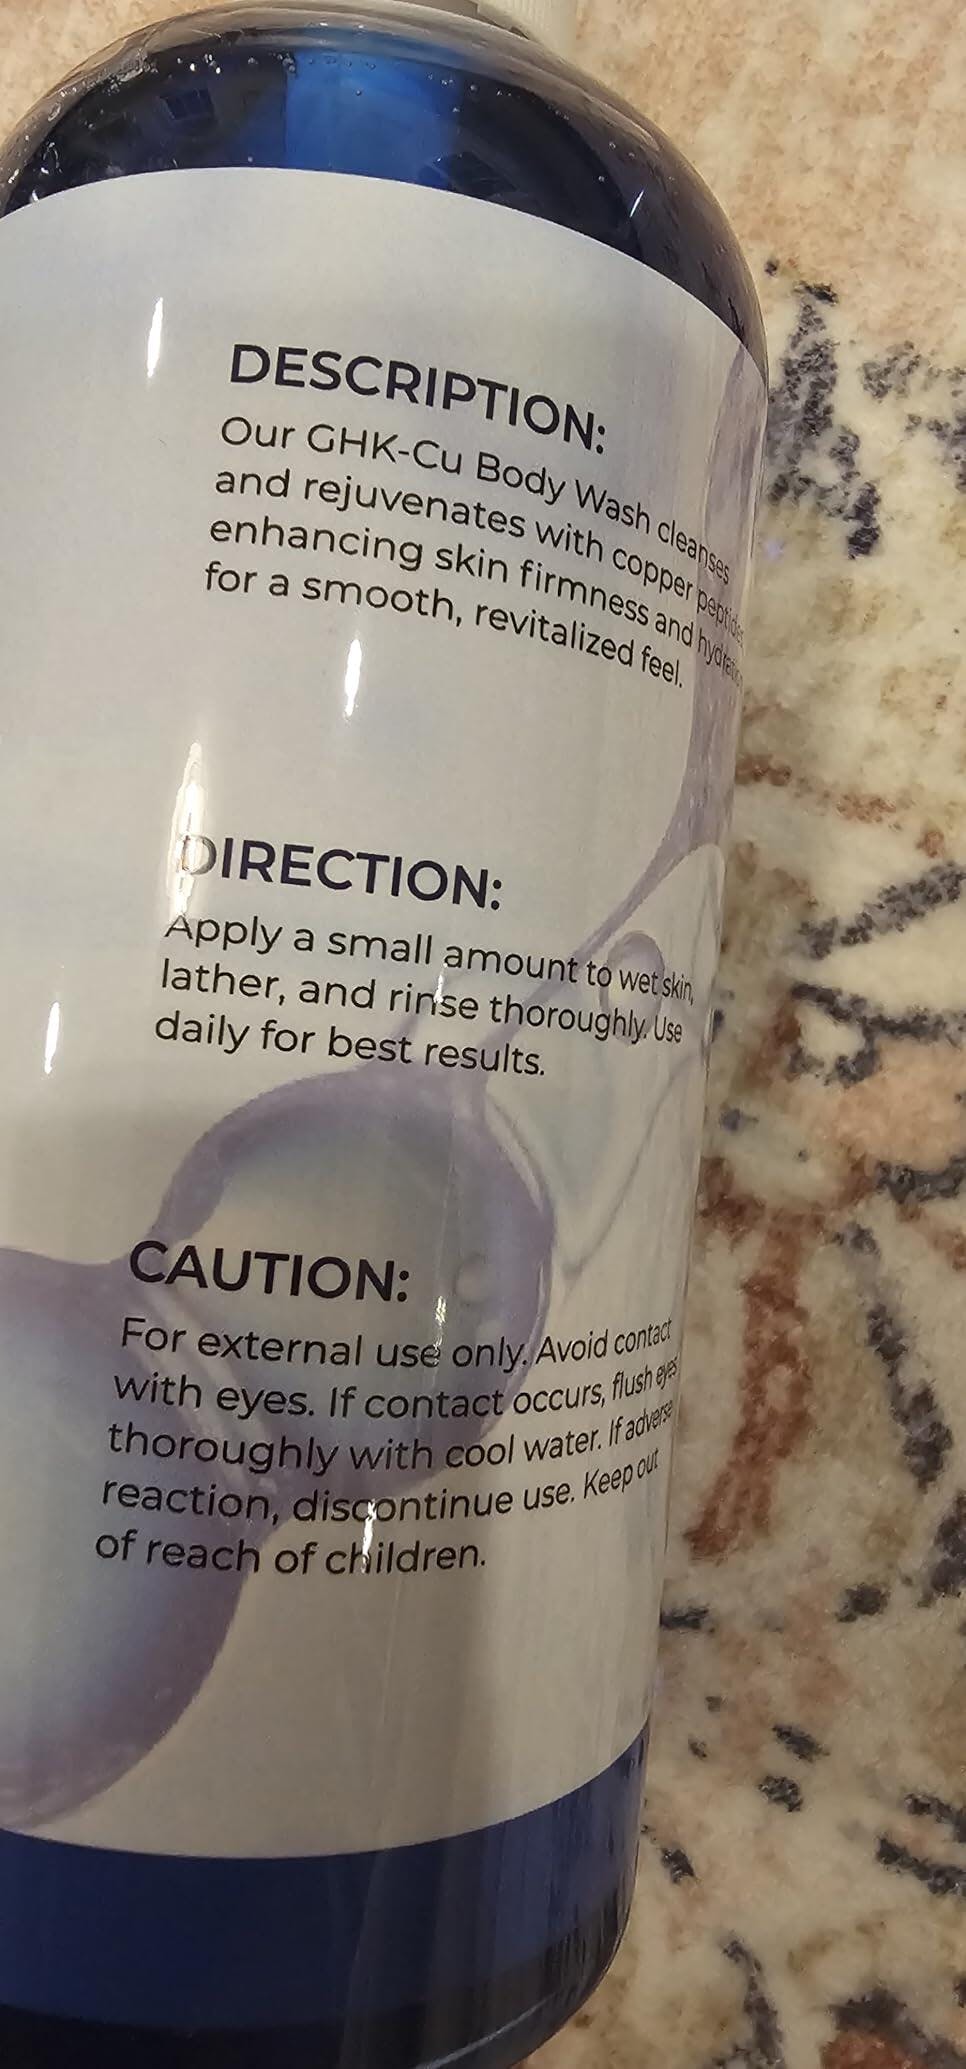 DESCRIPTION:
Our GHK-Cu Body Wash cleanses
and rejuvenates with copper peptides,
enhancing skin firmness and hydration
for a smooth, revitalized feel.
DIRECTION:
Apply a small amount to wet skin,
lather, and rinse thoroughly. Use
daily for best results.
CAUTION:
For external use only. Avoid contact
with eyes. If contact occurs, flush eyes
thoroughly with cool water. If adverse
reaction, discontinue use. Keep out
of reach of children.